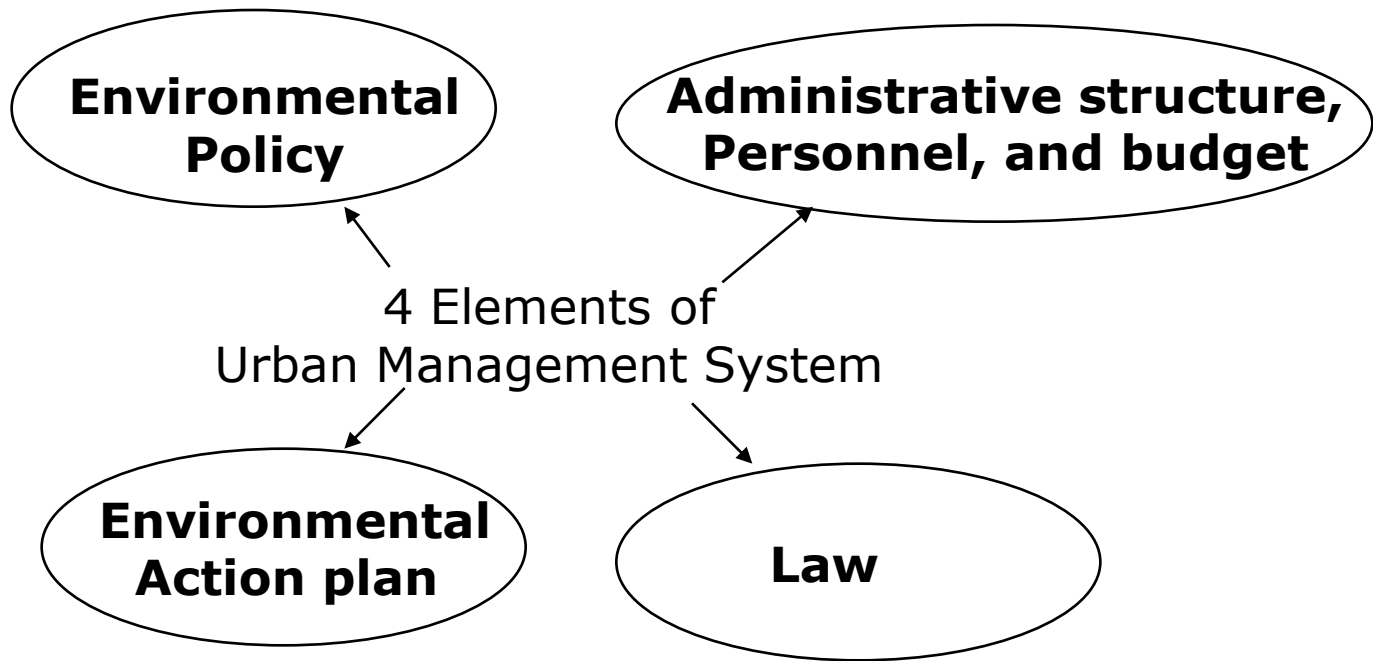 Environmental
Policy
Administrative structure,
Personnel, and budget
4 Elements of
Urban Management System
Environmental
Action plan
Law